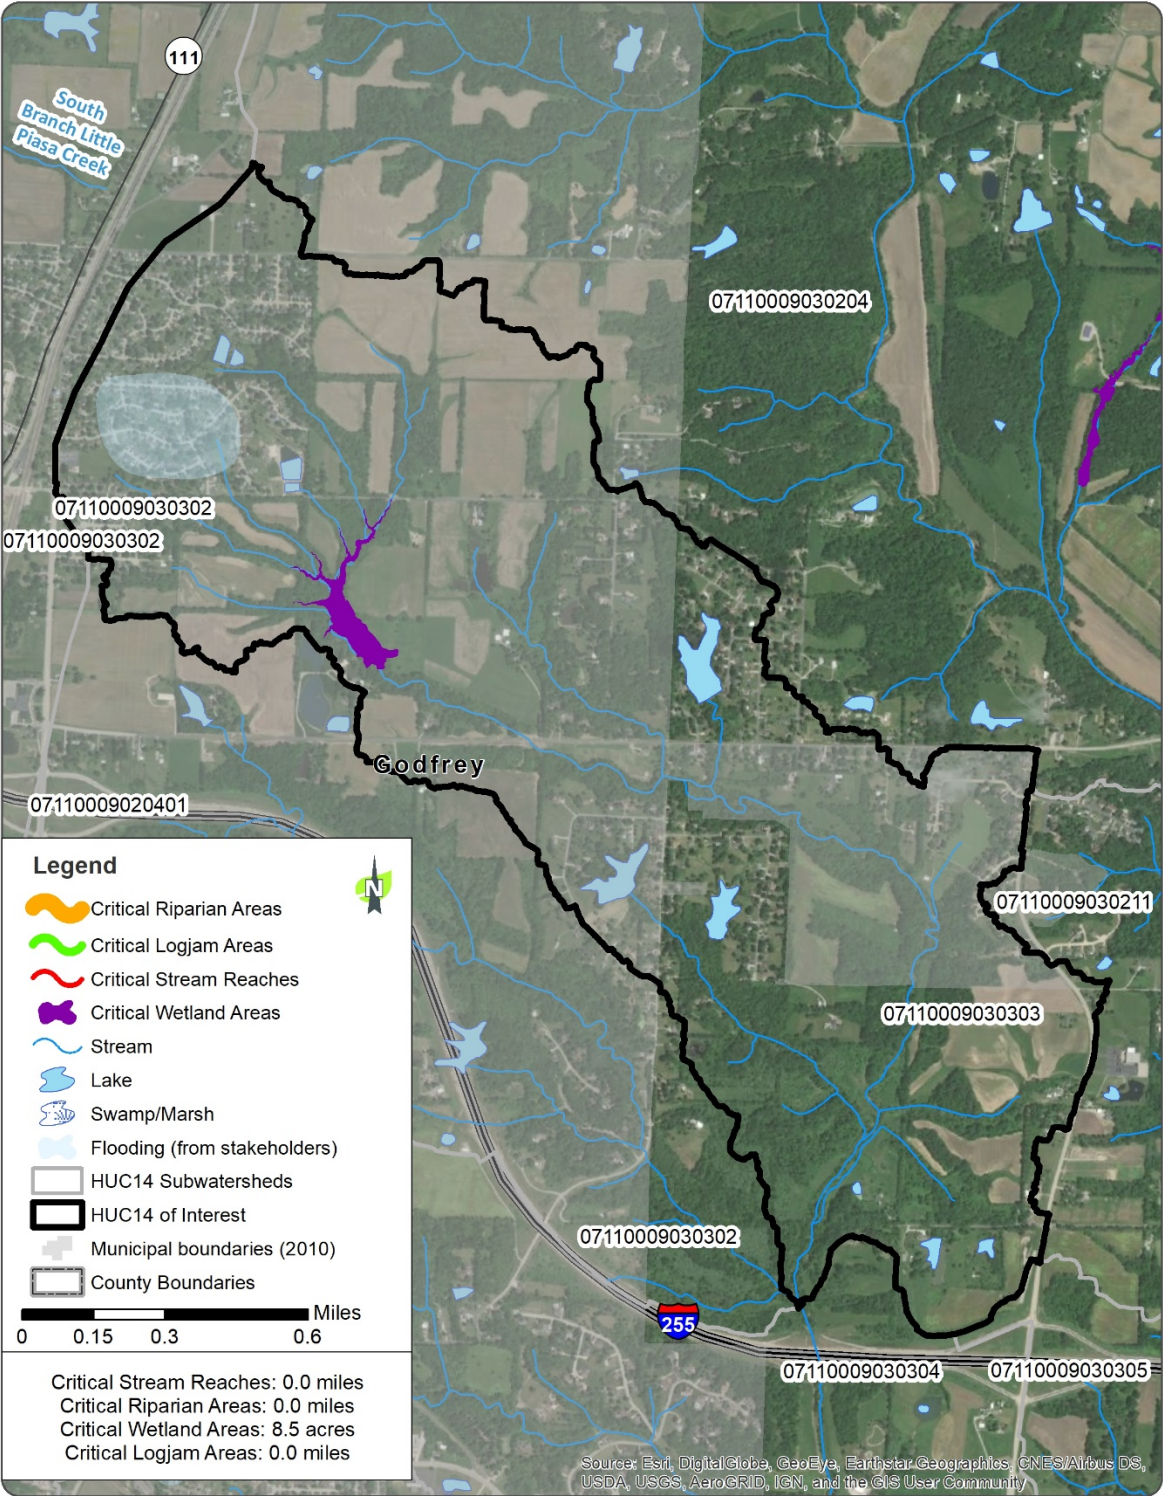 111
South
Branch Little
Piasa Creek
07110009030204
07110009030302
07110009030302
Godfrey
07110009020401
07110009030211
07110009030303
07110009030302
255
07110009030304
07110009030305
Legend
N
Critical Riparian Areas
Critical Logjam Areas
Critical Stream Reaches
Critical Wetland Areas
Stream
Lake
Swamp/Marsh
Flooding (from stakeholders)
HUC14 Subwatersheds
HUC14 of Interest
Municipal boundaries (2010)
County Boundaries
Miles
0 0.15 0.3 0.6
Critical Stream Reaches: 0.0 miles
Critical Riparian Areas: 0.0 miles
Critical Wetland Areas: 8.5 acres
Critical Logjam Areas: 0.0 miles
Source: Esri, DigitalGlobe, GeoEye, Earthstar Geographics, CNES/Airbus DS,
USDA, USGS, AeroGRID, IGN, and the GIS User Community